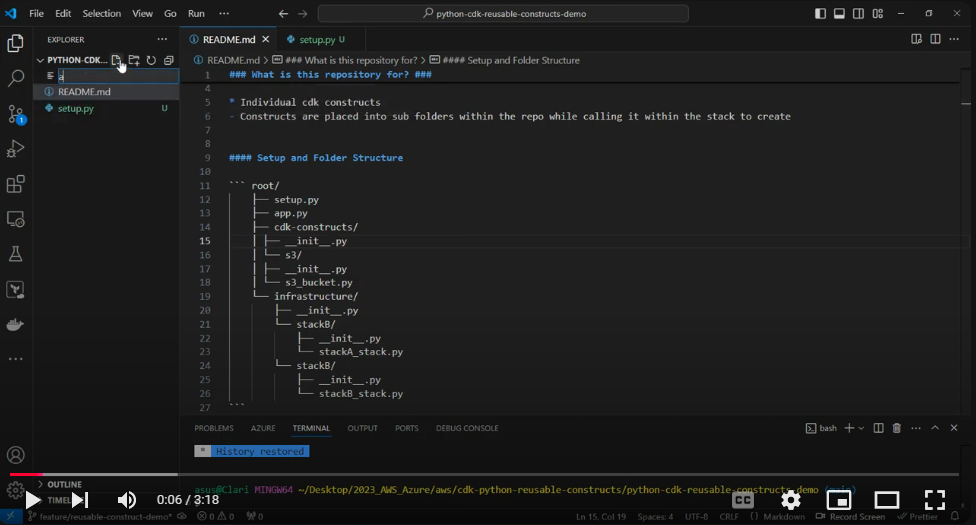 File Edit Selection View Go Run ··· python-cdk-reusable-constructs-demo
EXPLORER ···
PYTHON-CDK...
a
README.md
setup.py U
README.md × setup.py U
README.md > ### What is this repository for? ### > #### Setup and Folder Structure
1 ### What is this repository for? ###
4
5 * Individual cdk constructs
6 - Constructs are placed into sub folders within the repo while calling it within the stack to create
7
8
9 #### Setup and Folder Structure
10
11 ``` root/
12 ├── setup.py
13 ├── app.py
14 ├── cdk-constructs/
15 │ ├── __init__.py
16 │ └── s3/
17 │ ├── __init__.py
18 │ └── s3_bucket.py
19 └── infrastructure/
20 ├── __init__.py
21 └── stackB/
22 ├── __init__.py
23 └── stackA_stack.py
24 └── stackB/
25 ├── __init__.py
26 └── stackB_stack.py
27 ```
1
PROBLEMS AZURE TERMINAL OUTPUT PORTS DEBUG CONSOLE bash
* History restored
OUTLINE
asus@Clari MINGW64 ~/Desktop/2023_AWS_Azure/aws/cdk-python-reusable-constructs/python-cdk-reusable-constructs-demo (main)
0:06 / 3:18 CC
feature/reusable-construct-demo* 0 0 0 Ln 15, Col 19 Spaces: 4 UTF-8 CRLF {} Markdown Record Screen Prettier